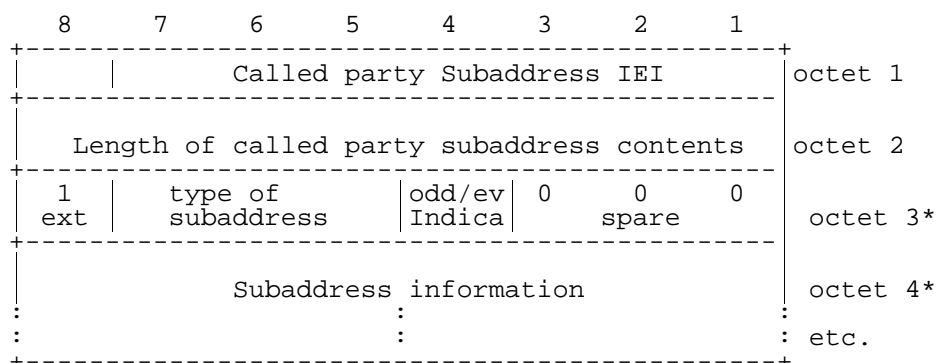 8 7 6 5 4 3 2 1
Called party Subaddress IEI octet 1
Length of called party subaddress contents octet 2
1 type of odd/ev 0 0 0
ext subaddress Indica spare octet 3*
Subaddress information octet 4*
: : :
: : : etc.